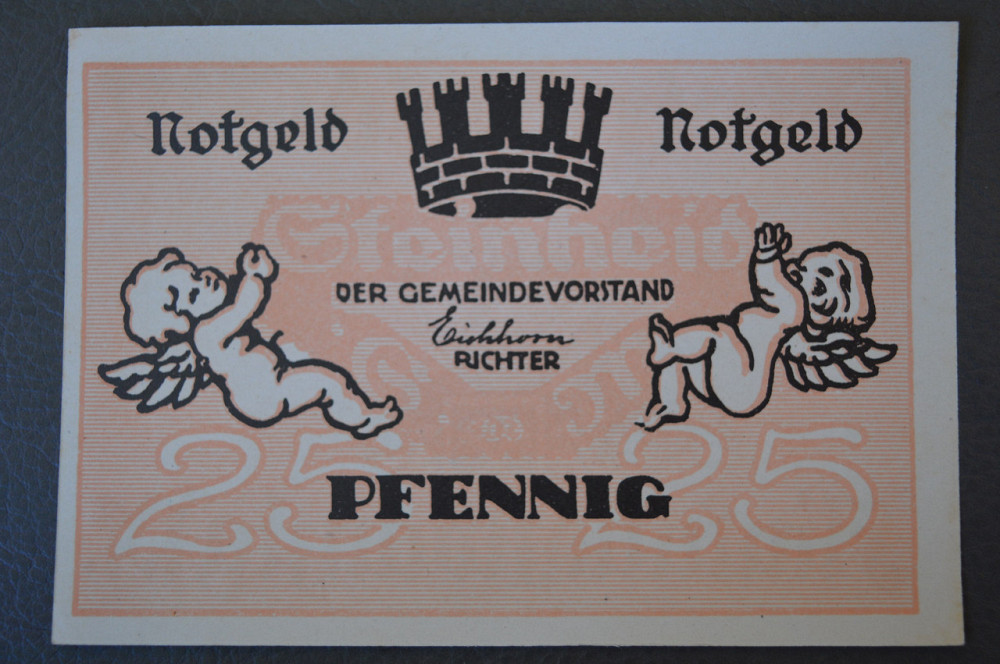 Notgeld Notgeld
Steinheid
DER GEMEINDEVORSTAND
Eichhorn
RICHTER
25 25
PFENNIG